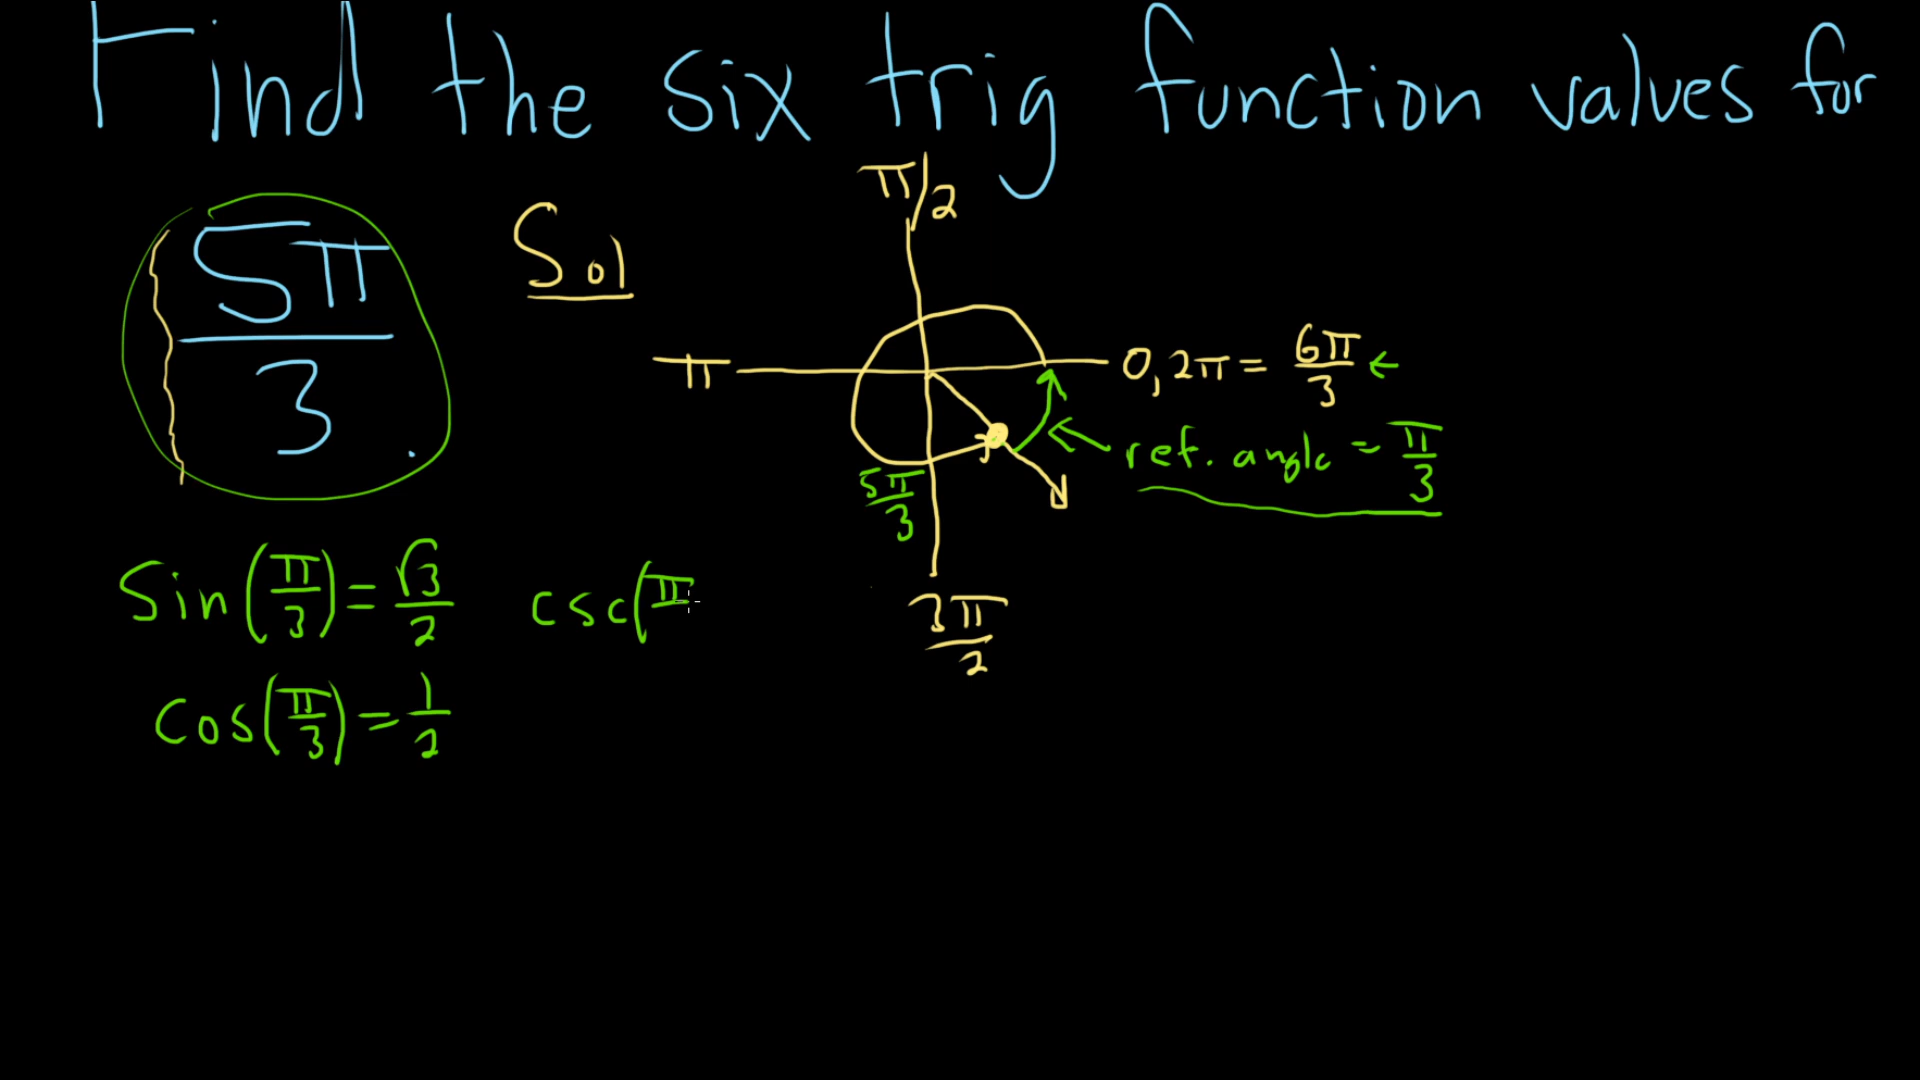 Find the six trig function values for
5π/3 .
Sol
π/2
π
0, 2π = 6π/3 ←
ref. angle = π/3
5π/3
3π/2
Sin(π/3) = √3/2
csc(π
cos(π/3) = 1/2